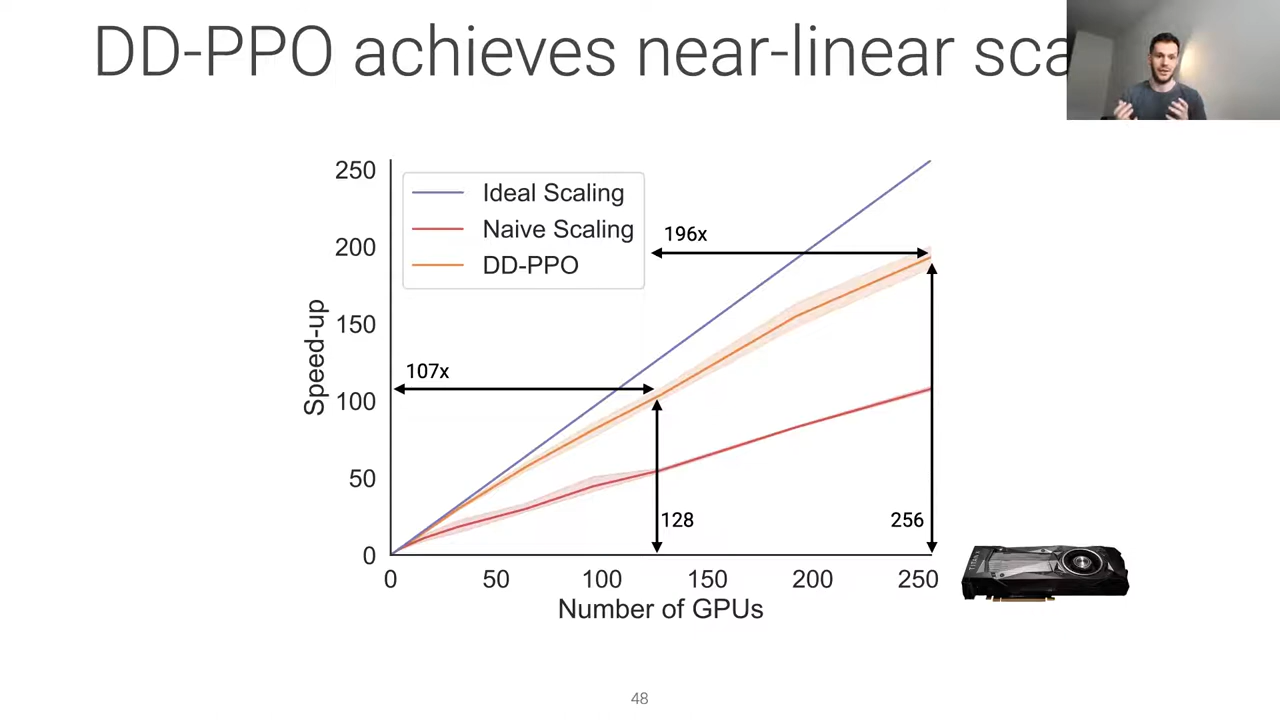 DD-PPO achieves near-linear
250
200
150
100
50
0
Speed-up
Ideal Scaling
Naive Scaling
DD-PPO
196x
107x
128
256
0 50 100 150 200 250
Number of GPUs
48